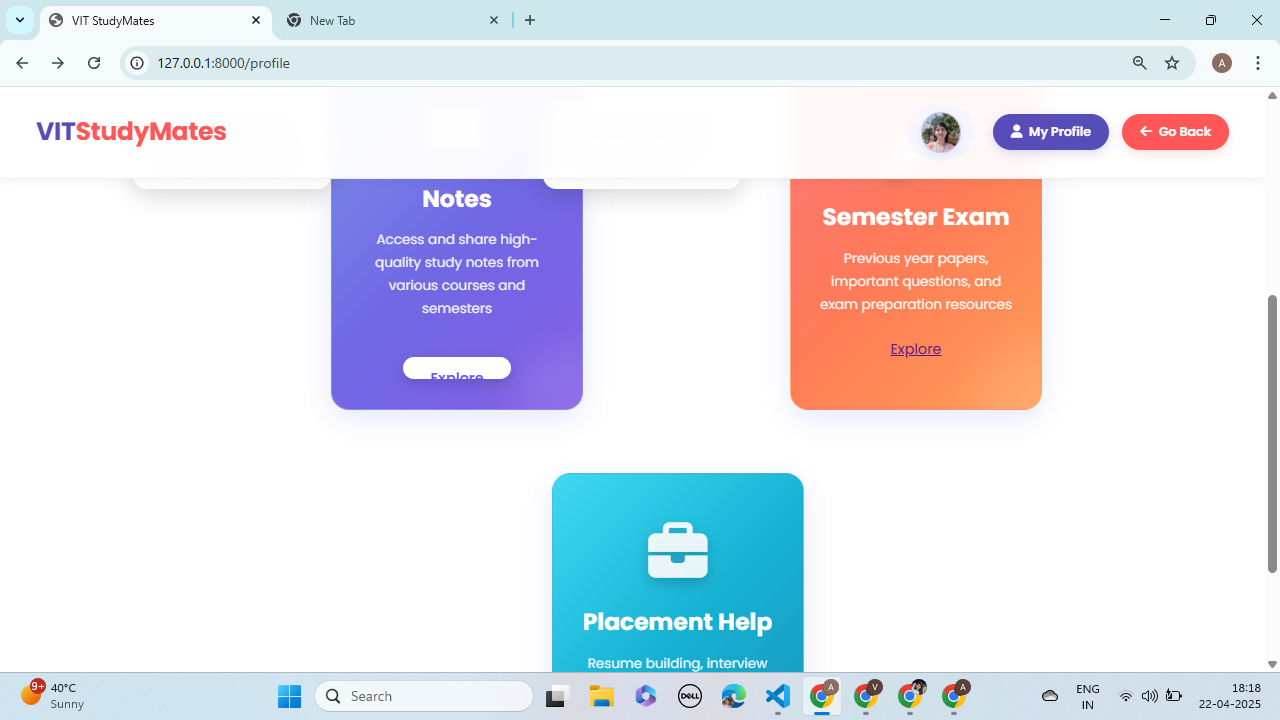 VIT StudyMates
New Tab
127.0.0.1:8000/profile
A
VITStudyMates
My Profile
Go Back
Notes
Access and share high-
quality study notes from
various courses and
semesters
Explore
Semester Exam
Previous year papers,
important questions, and
exam preparation resources
Explore
Placement Help
Resume building, interview
9+
40°C
Sunny
Search
DELL
A
V
A
ENG
IN
18:18
22-04-2025